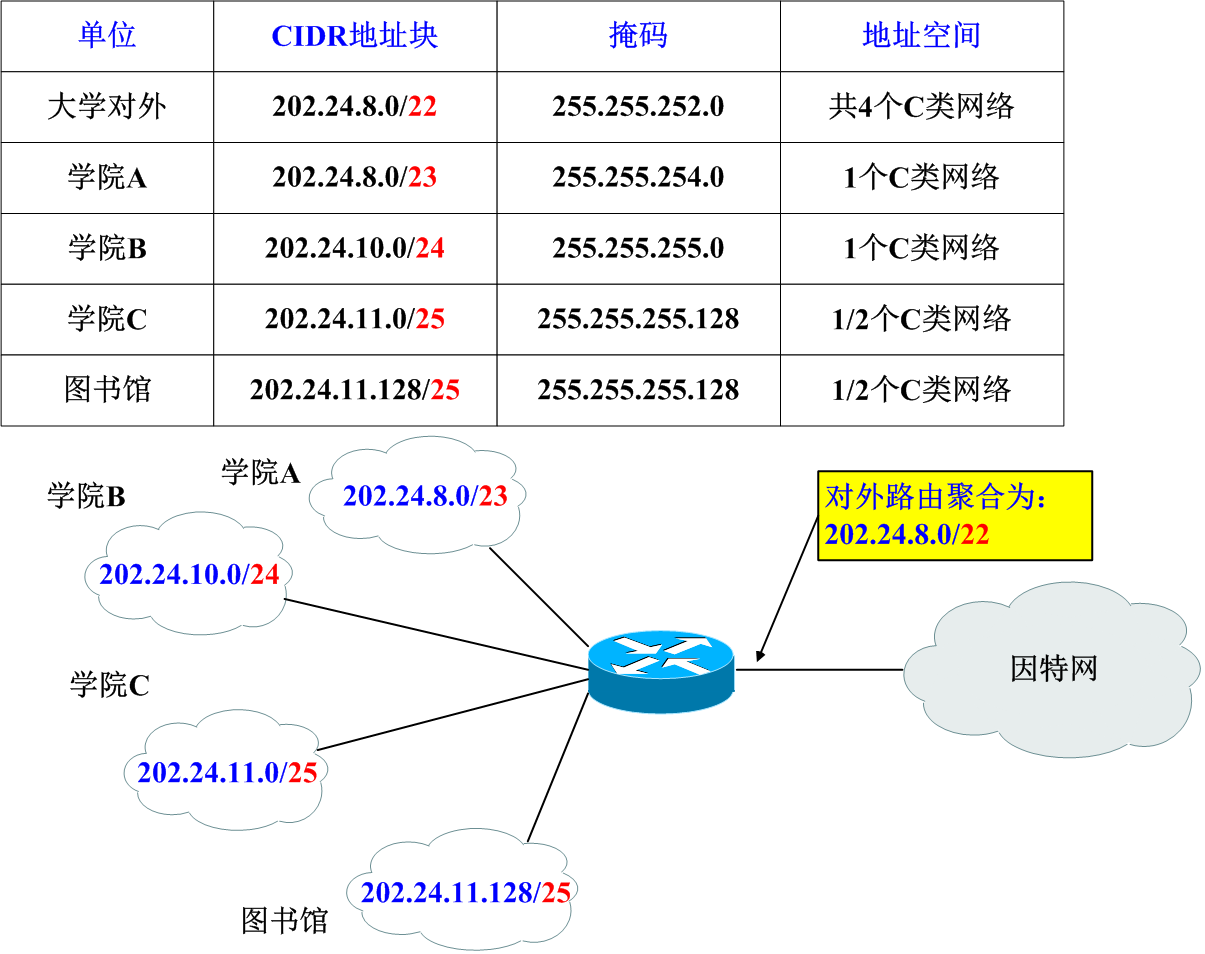 单位 CIDR地址块 掩码 地址空间
大学对外 202.24.8.0/22 255.255.252.0 共4个C类网络
学院A 202.24.8.0/23 255.255.254.0 1个C类网络
学院B 202.24.10.0/24 255.255.255.0 1个C类网络
学院C 202.24.11.0/25 255.255.255.128 1/2个C类网络
图书馆 202.24.11.128/25 255.255.255.128 1/2个C类网络
学院A
202.24.8.0/23
学院B
202.24.10.0/24
对外路由聚合为：
202.24.8.0/22
因特网
学院C
202.24.11.0/25
202.24.11.128/25
图书馆